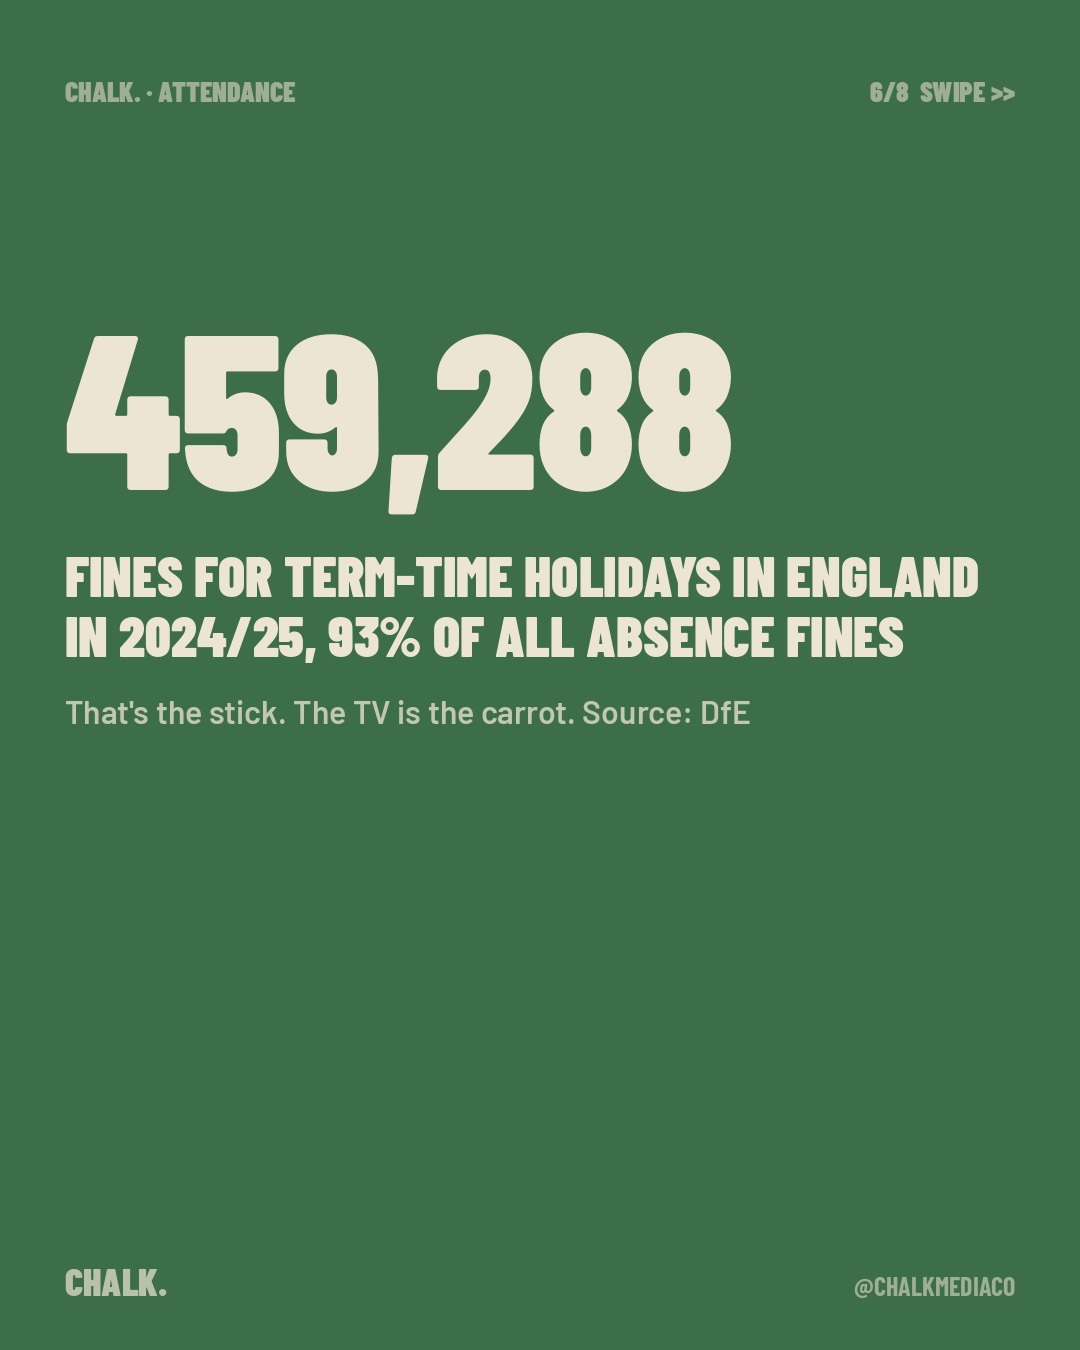 CHALK. · ATTENDANCE
6/8 SWIPE >>
459,288
FINES FOR TERM-TIME HOLIDAYS IN ENGLAND
IN 2024/25, 93% OF ALL ABSENCE FINES
That's the stick. The TV is the carrot. Source: DfE
CHALK.
@CHALKMEDIACO